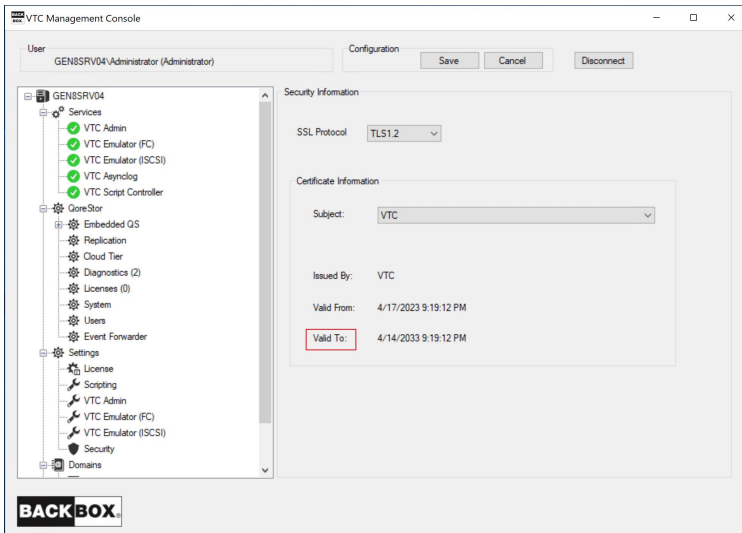 BACK BOX VTC Management Console
User
GEN8SRV04\Administrator (Administrator)
Configuration
Save
Cancel
Disconnect
GEN8SRV04
Services
VTC Admin
VTC Emulator (FC)
VTC Emulator (ISCSI)
VTC Asynclog
VTC Script Controller
QoreStor
Embedded QS
Replication
Cloud Tier
Diagnostics (2)
Licenses (0)
System
Users
Event Forwarder
Settings
License
Scripting
VTC Admin
VTC Emulator (FC)
VTC Emulator (ISCSI)
Security
Domains
Security Information
SSL Protocol TLS1.2
Certificate Information
Subject: VTC
Issued By: VTC
Valid From: 4/17/2023 9:19:12 PM
Valid To: 4/14/2033 9:19:12 PM
BACKBOX®